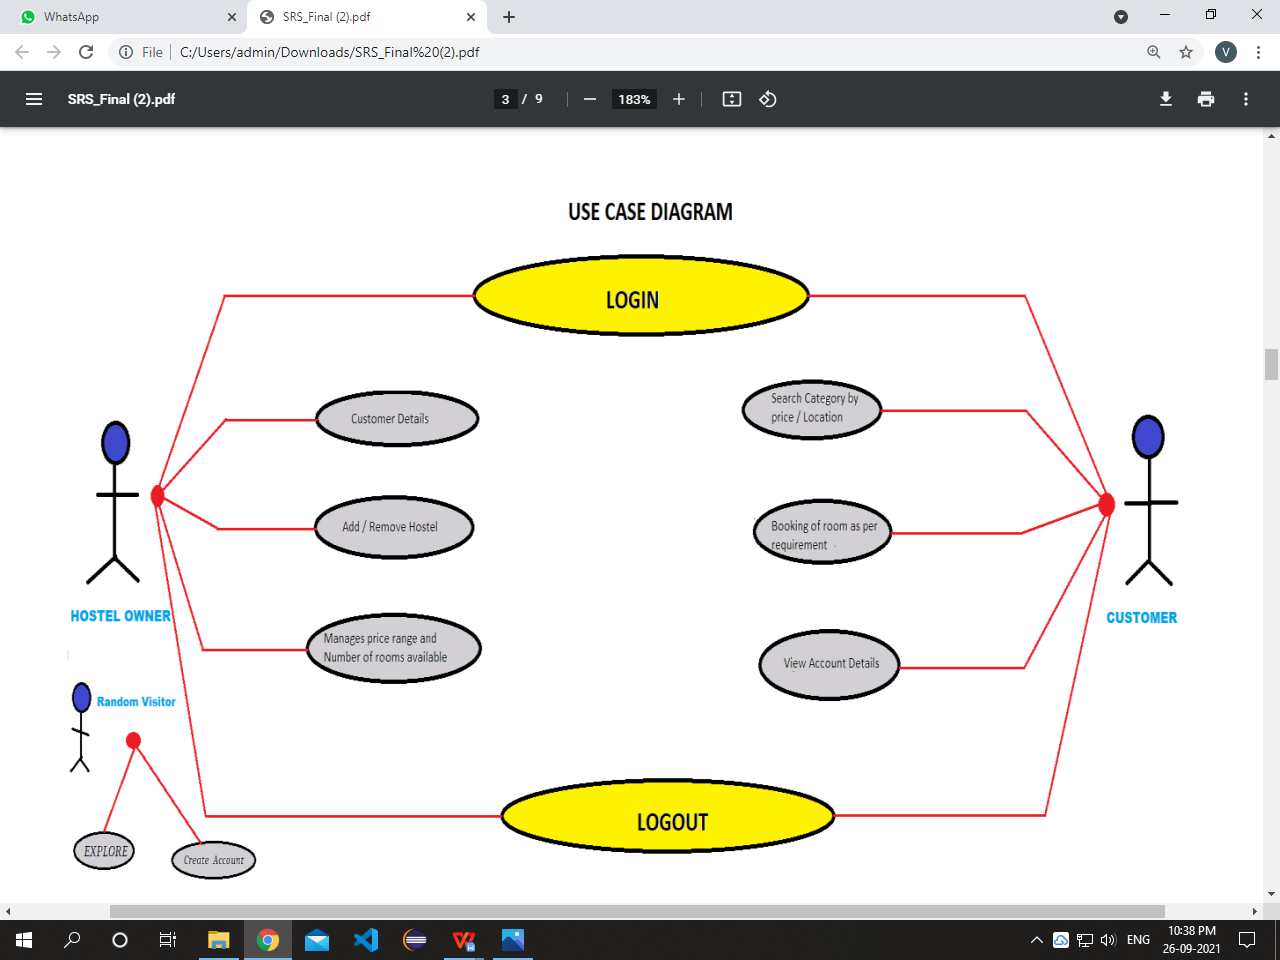 WhatsApp
SRS_Final (2).pdf
File
C:/Users/admin/Downloads/SRS_Final%20(2).pdf
V
SRS_Final (2).pdf
3 / 9
183%
USE CASE DIAGRAM
LOGIN
Customer Details
Search Category by
price / Location
Add / Remove Hostel
Booking of room as per
requirement
HOSTEL OWNER
CUSTOMER
Manages price range and
Number of rooms available
View Account Details
Random Visitor
LOGOUT
EXPLORE
Create Account
ENG
10:38 PM
26-09-2021